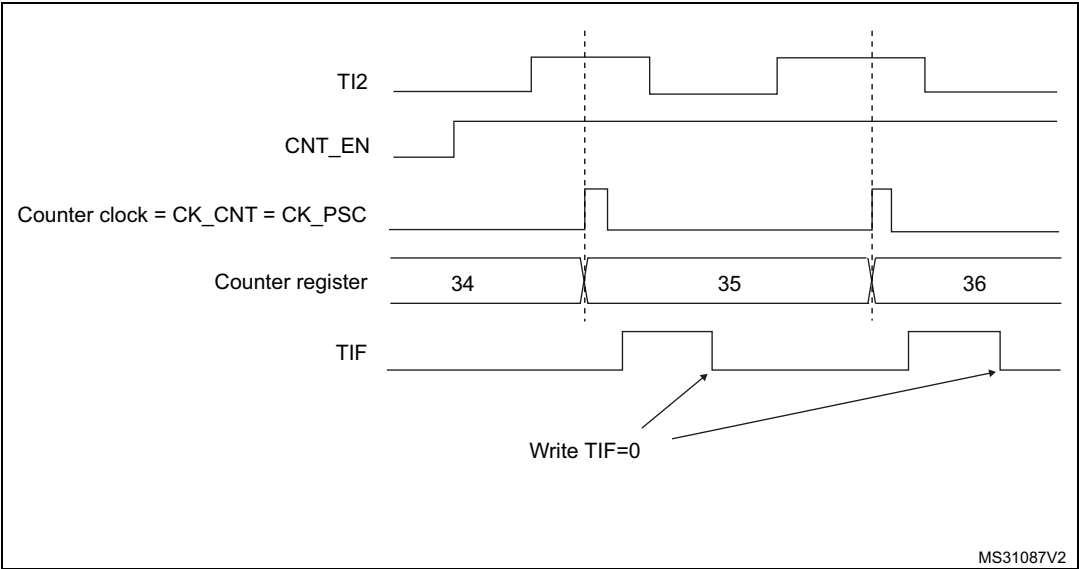 TI2
CNT_EN
Counter clock = CK_CNT = CK_PSC
Counter register 34 35 36
TIF
Write TIF=0
MS31087V2